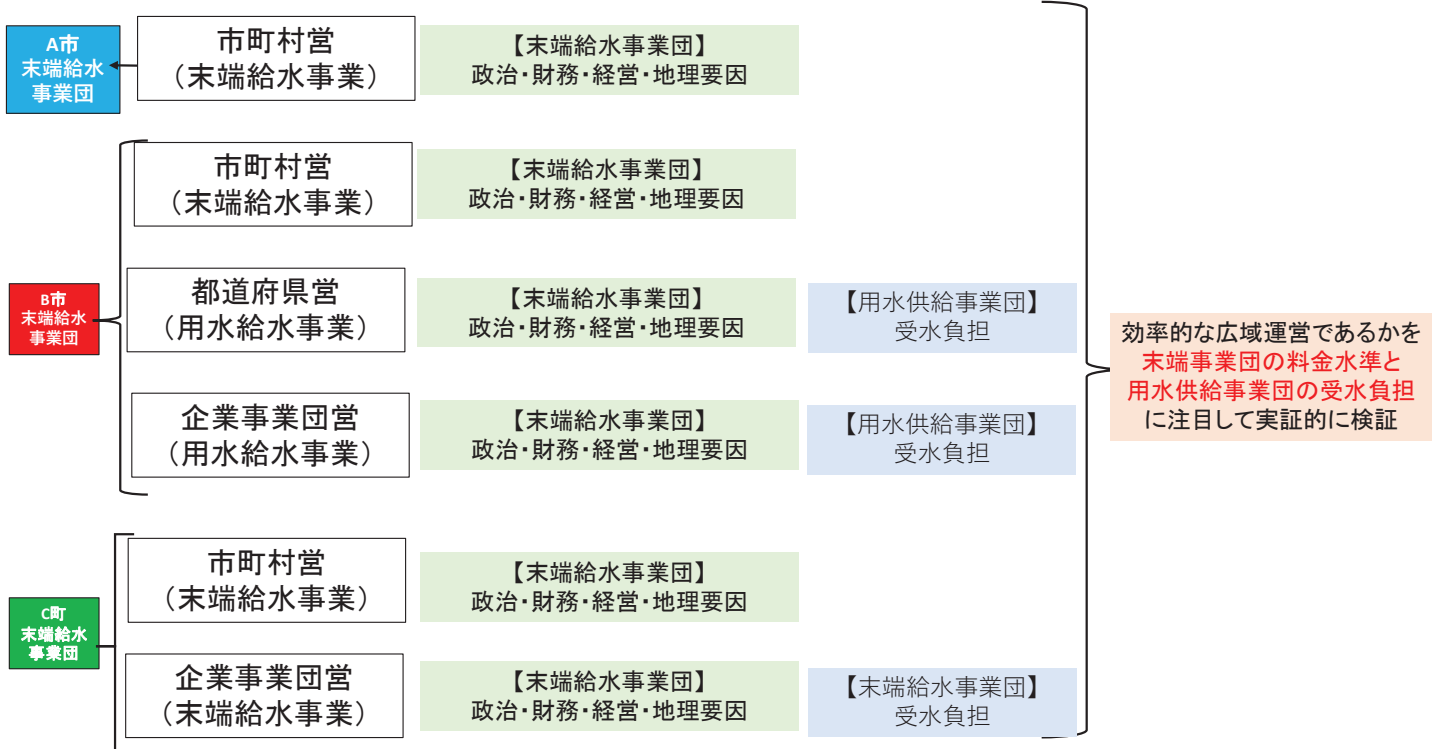 A市
末端給水
事業団
市町村営
（末端給水事業）
【末端給水事業団】
政治・財務・経営・地理要因
B市
末端給水
事業団
市町村営
（末端給水事業）
【末端給水事業団】
政治・財務・経営・地理要因
都道府県営
（用水給水事業）
【末端給水事業団】
政治・財務・経営・地理要因
【用水供給事業団】
受水負担
企業事業団営
（用水給水事業）
【末端給水事業団】
政治・財務・経営・地理要因
【用水供給事業団】
受水負担
C町
末端給水
事業団
市町村営
（末端給水事業）
【末端給水事業団】
政治・財務・経営・地理要因
企業事業団営
（末端給水事業）
【末端給水事業団】
政治・財務・経営・地理要因
【末端給水事業団】
受水負担
効率的な広域運営であるかを
末端事業団の料金水準と
用水供給事業団の受水負担
に注目して実証的に検証